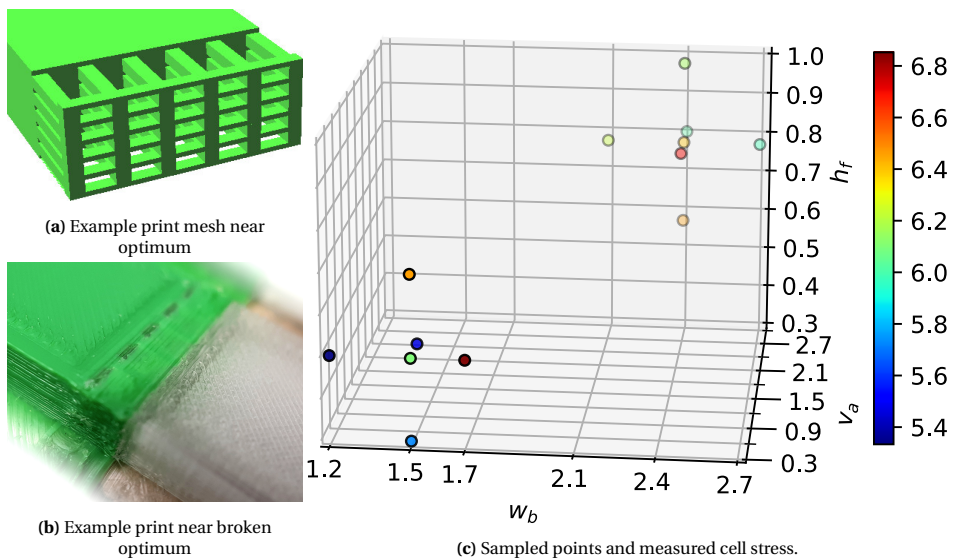 (a) Example print mesh near
optimum
(b) Example print near broken
optimum
1.0
0.9
0.8
0.7
0.6
0.5
0.4
0.3
h_f
2.7
2.1
1.5
0.9
0.3
v_a
1.2 1.5 1.7 2.1 2.4 2.7
w_b
6.8
6.6
6.4
6.2
6.0
5.8
5.6
5.4
(c) Sampled points and measured cell stress.